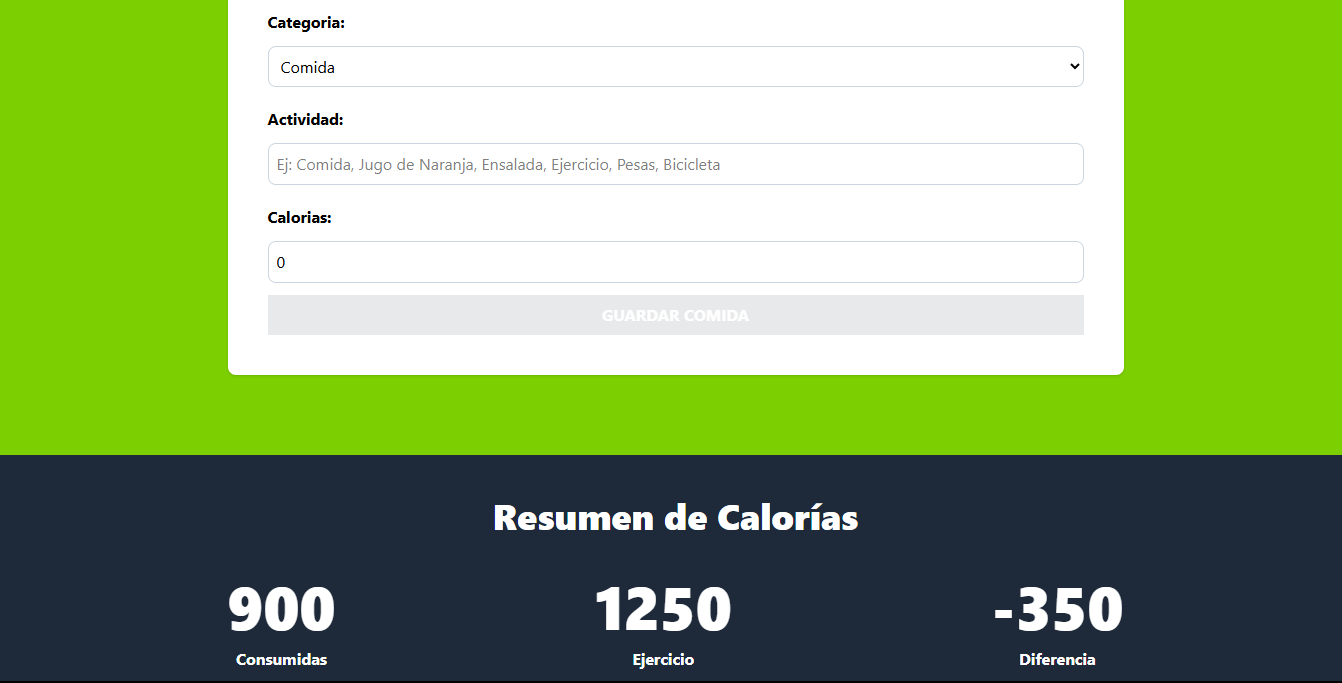 Categoria:
Comida
Actividad:
Ej: Comida, Jugo de Naranja, Ensalada, Ejercicio, Pesas, Bicicleta
Calorias:
0
GUARDAR COMIDA
Resumen de Calorías
900 1250 -350
Consumidas Ejercicio Diferencia